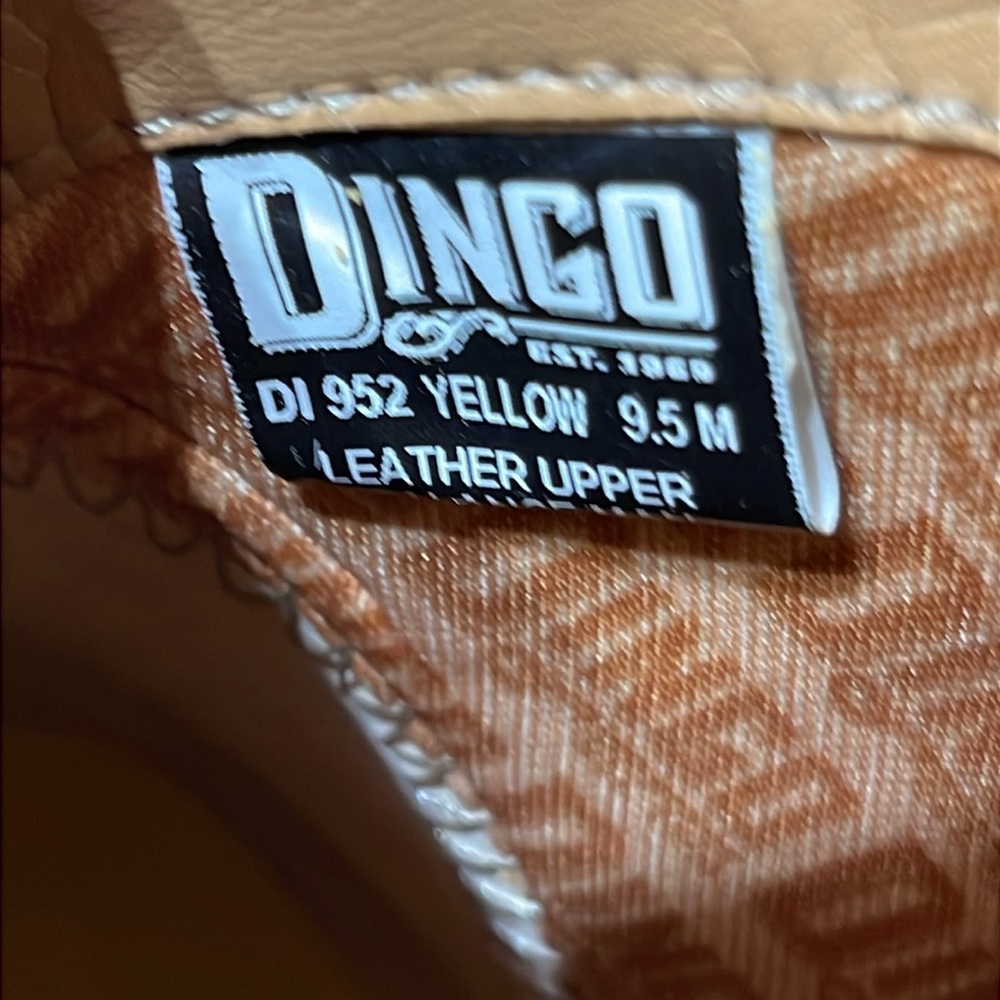 DINGO
EST. 1969
DI 952 YELLOW 9.5 M
LEATHER UPPER